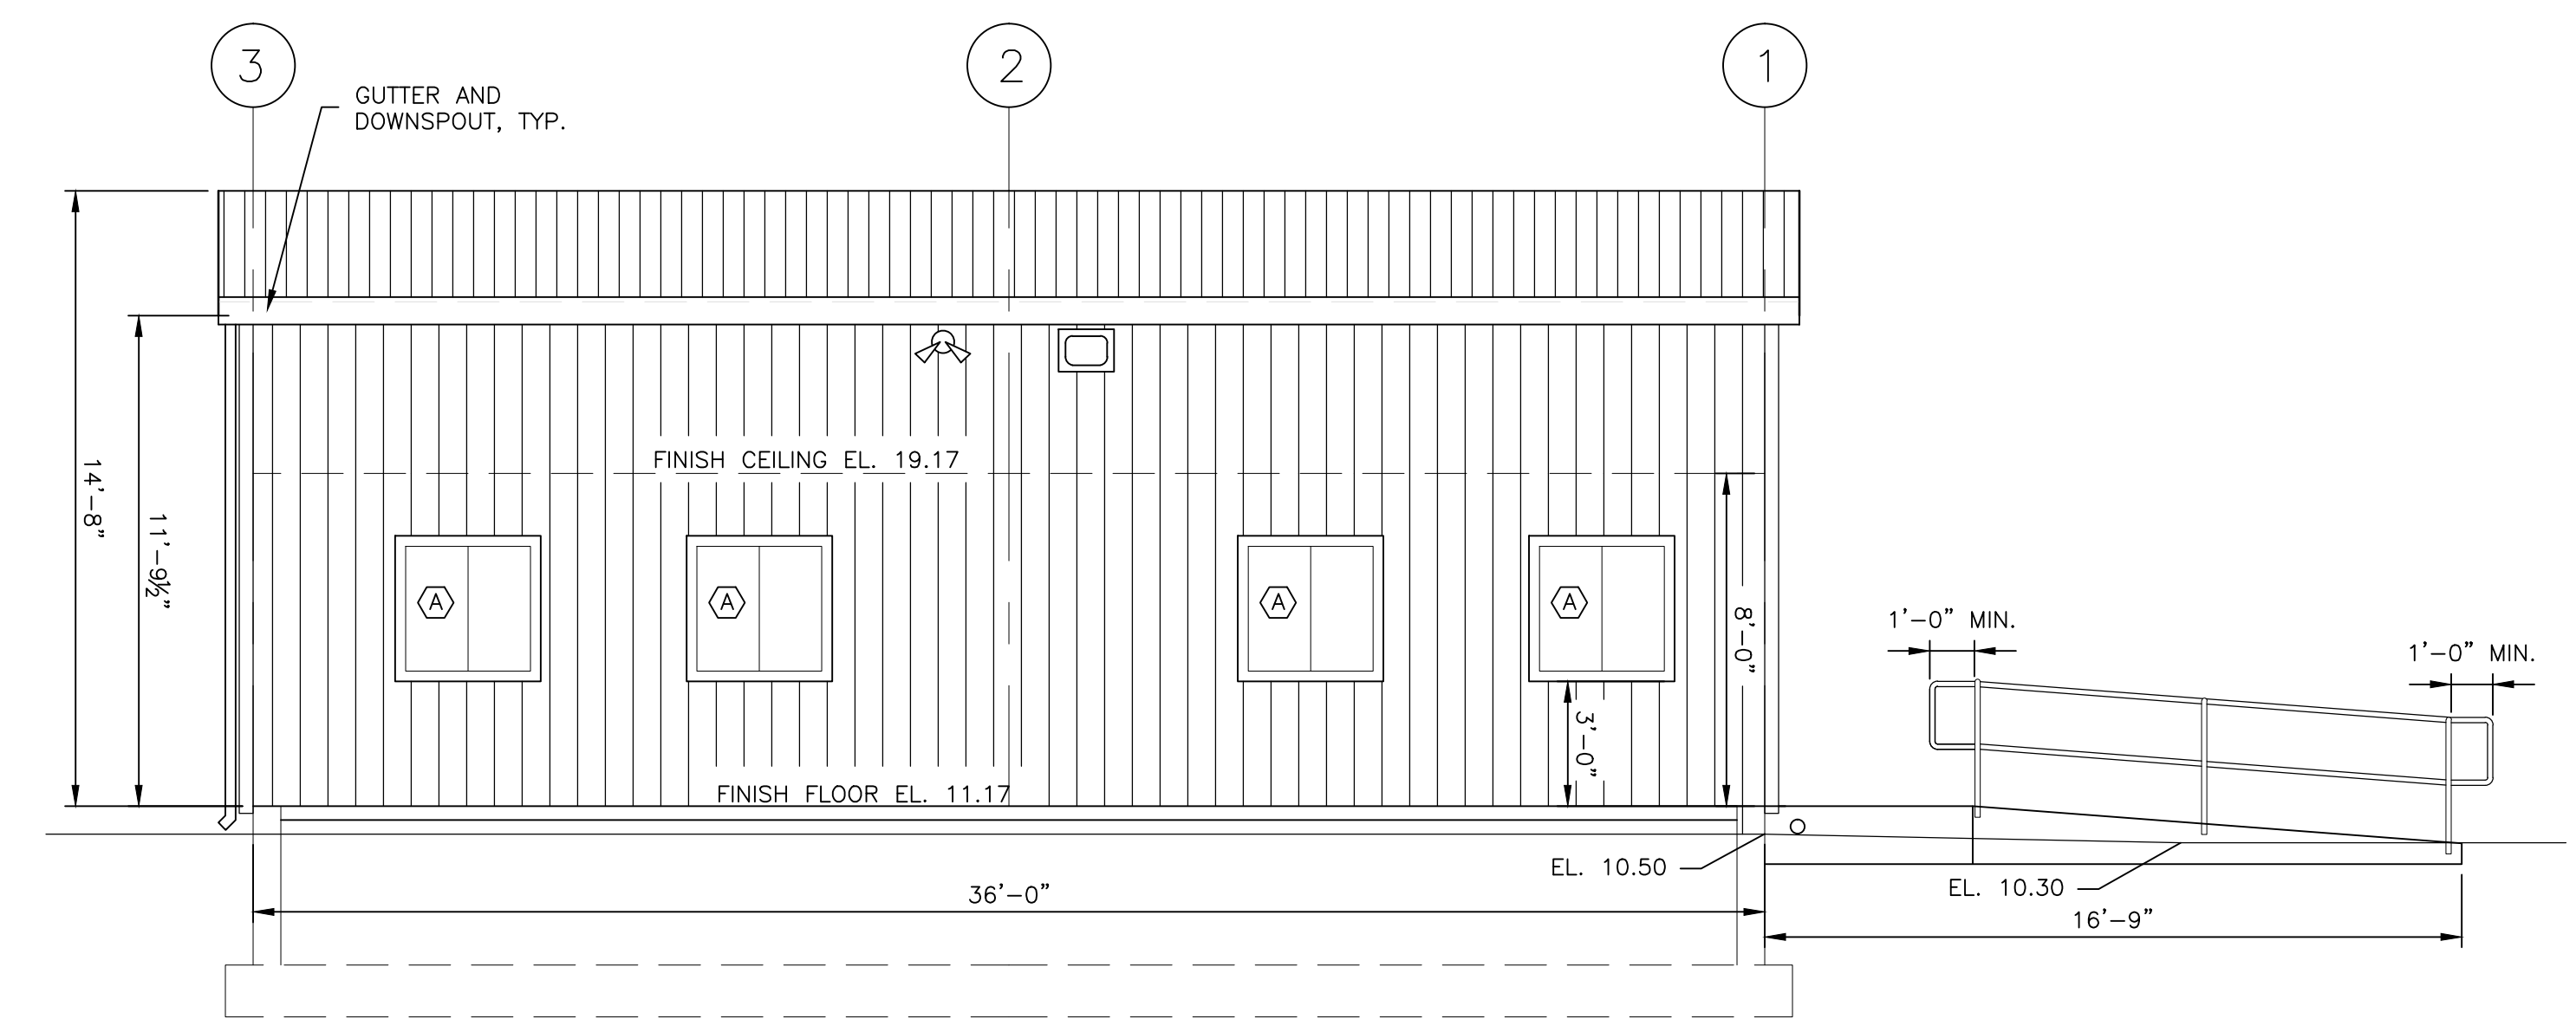 3
2
1
GUTTER AND
DOWNSPOUT, TYP.
14'-8"
11'-9½"
FINISH CEILING EL. 19.17
A
A
A
A
8'-0"
3'-0"
1'-0" MIN.
1'-0" MIN.
FINISH FLOOR EL. 11.17
EL. 10.50
EL. 10.30
36'-0"
16'-9"